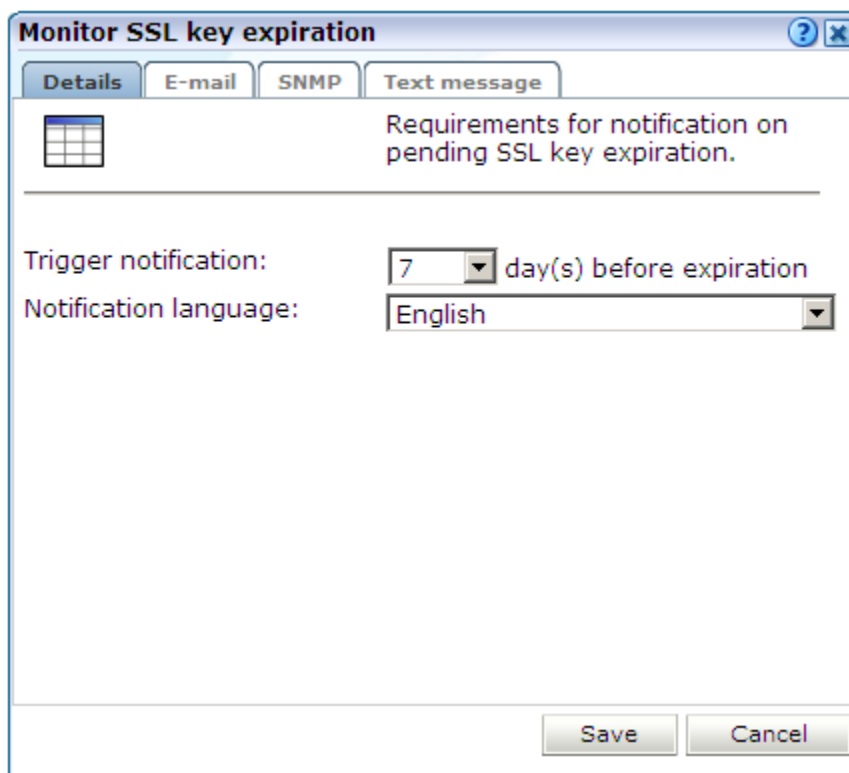 Monitor SSL key expiration
?
Details E-mail SNMP Text message
Requirements for notification on
pending SSL key expiration.
Trigger notification: 7 day(s) before expiration
Notification language: English
Save Cancel